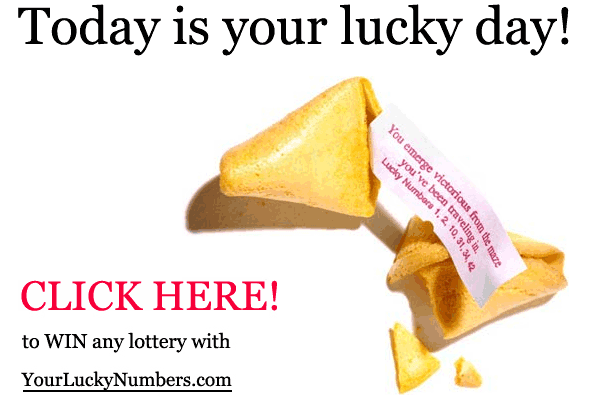 Today is your lucky day!
You emerge victorious from the maze
you've been traveling in.
Lucky Numbers 1, 2, 10, 31, 34, 42
CLICK HERE!
to WIN any lottery with
YourLuckyNumbers.com